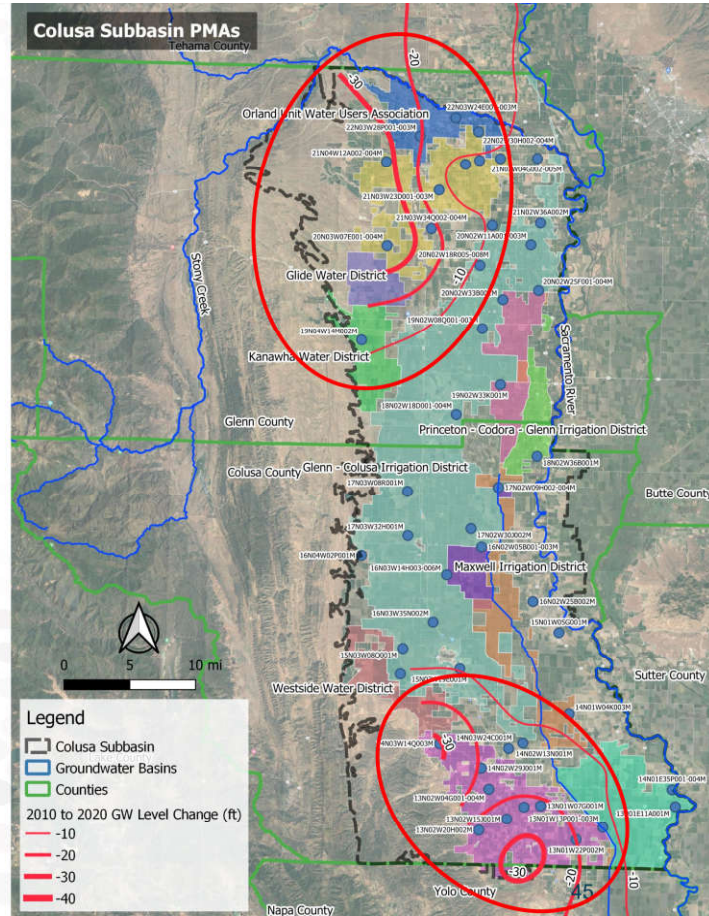 Colusa Subbasin PMAs
Tehama County
-20
-30
Orland Unit Water Users Association
22N03W24E001-003M
22N03W28P001-003M
22N02W30H002-004M
21N04W12A002-004M
21N03W23D001-003M
21N03W34Q002-004M
21N02W36A002M
20N03W07E001-004M
20N02W18R005-008M
-10
Glide Water District
20N02W25F001-004M
19N02W08Q001-003M
19N04W14M002M
Kanawha Water District
Stony Creek
Sacramento River
19N02W33K001M
18N02W18D001-004M
Glenn County
Princeton - Codora - Glenn Irrigation District
Colusa County
Glenn - Colusa Irrigation District
18N02W36B001M
17N03W08R001M
17N02W09H002-004M
Butte County
17N03W32H001M
17N02W30J002M
16N02W05B001-003M
16N04W02P001M
16N03W14H003-006M
Maxwell Irrigation District
16N02W25B002M
15N01W05G001M
16N03W35N002M
0 5 10 mi
15N03W08Q001M
Westside Water District
Sutter County
14N01W04K003M
14N03W24C001M
-30
14N02W13N001M
14N02W29J001M
14N01E35P001-004M
13N02W04G001-004M
13N01W07G001M
13N01E11A001M
13N02W15J001M
13N01W13P001-003M
13N02W20H002M
13N01W22P002M
-30
-20
-10
Yolo County
45
Napa County
Lake County
Legend
Colusa Subbasin
Groundwater Basins
Counties
2010 to 2020 GW Level Change (ft)
-10
-20
-30
-40